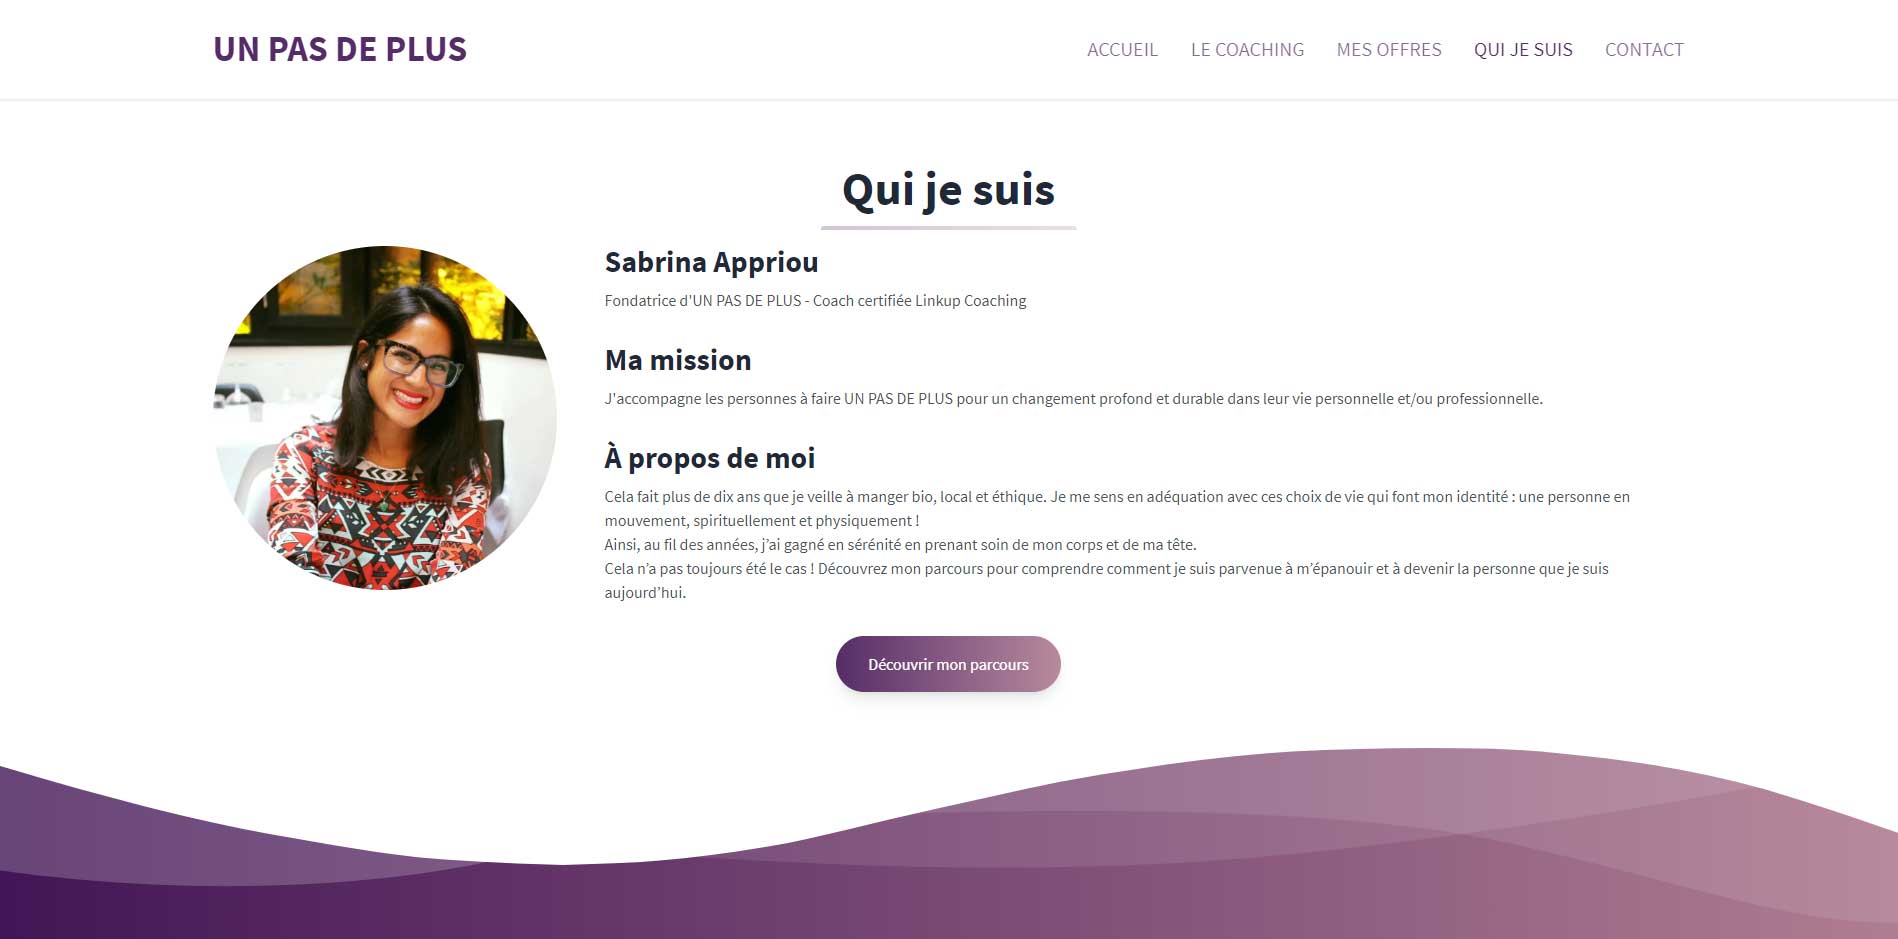 UN PAS DE PLUS
ACCUEIL LE COACHING MES OFFRES QUI JE SUIS CONTACT
Qui je suis
Sabrina Appriou
Fondatrice d'UN PAS DE PLUS - Coach certifiée Linkup Coaching
Ma mission
J'accompagne les personnes à faire UN PAS DE PLUS pour un changement profond et durable dans leur vie personnelle et/ou professionnelle.
À propos de moi
Cela fait plus de dix ans que je veille à manger bio, local et éthique. Je me sens en adéquation avec ces choix de vie qui font mon identité : une personne en
mouvement, spirituellement et physiquement !
Ainsi, au fil des années, j’ai gagné en sérénité en prenant soin de mon corps et de ma tête.
Cela n’a pas toujours été le cas ! Découvrez mon parcours pour comprendre comment je suis parvenue à m’épanouir et à devenir la personne que je suis
aujourd’hui.
Découvrir mon parcours